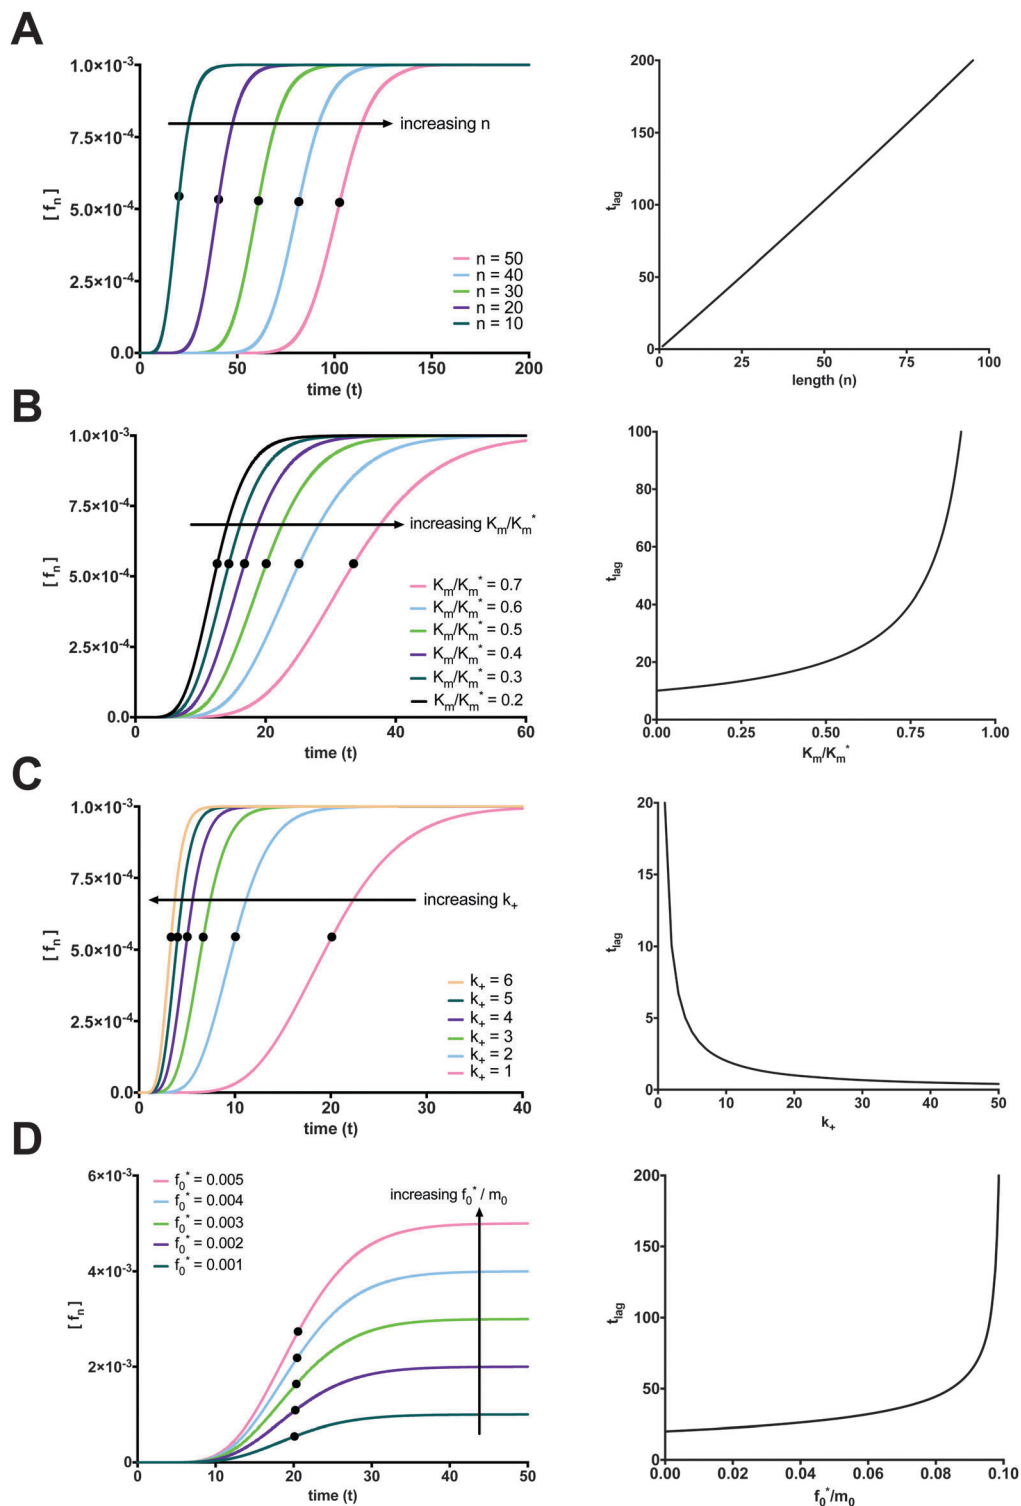 A
1.0×10⁻³
7.5×10⁻⁴
5.0×10⁻⁴
2.5×10⁻⁴
0.0
[ fₙ ]
increasing n
n = 50
n = 40
n = 30
n = 20
n = 10
0 50 100 150 200
time (t)
200
150
100
50
0
t_lag
0 25 50 75 100
length (n)
B
1.0×10⁻³
7.5×10⁻⁴
5.0×10⁻⁴
2.5×10⁻⁴
0.0
[ fₙ ]
increasing Kₘ/Kₘ*
Kₘ/Kₘ* = 0.7
Kₘ/Kₘ* = 0.6
Kₘ/Kₘ* = 0.5
Kₘ/Kₘ* = 0.4
Kₘ/Kₘ* = 0.3
Kₘ/Kₘ* = 0.2
0 20 40 60
time (t)
100
80
60
40
20
0
t_lag
0.00 0.25 0.50 0.75 1.00
Kₘ/Kₘ*
C
1.0×10⁻³
7.5×10⁻⁴
5.0×10⁻⁴
2.5×10⁻⁴
0.0
[ fₙ ]
increasing k₊
k₊ = 6
k₊ = 5
k₊ = 4
k₊ = 3
k₊ = 2
k₊ = 1
0 10 20 30 40
time (t)
20
15
10
5
0
t_lag
0 10 20 30 40 50
k₊
D
6×10⁻³
4×10⁻³
2×10⁻³
0
[ fₙ ]
f₀* = 0.005
f₀* = 0.004
f₀* = 0.003
f₀* = 0.002
f₀* = 0.001
increasing f₀* / m₀
0 10 20 30 40 50
time (t)
200
150
100
50
0
t_lag
0.00 0.02 0.04 0.06 0.08 0.10
f₀*/m₀